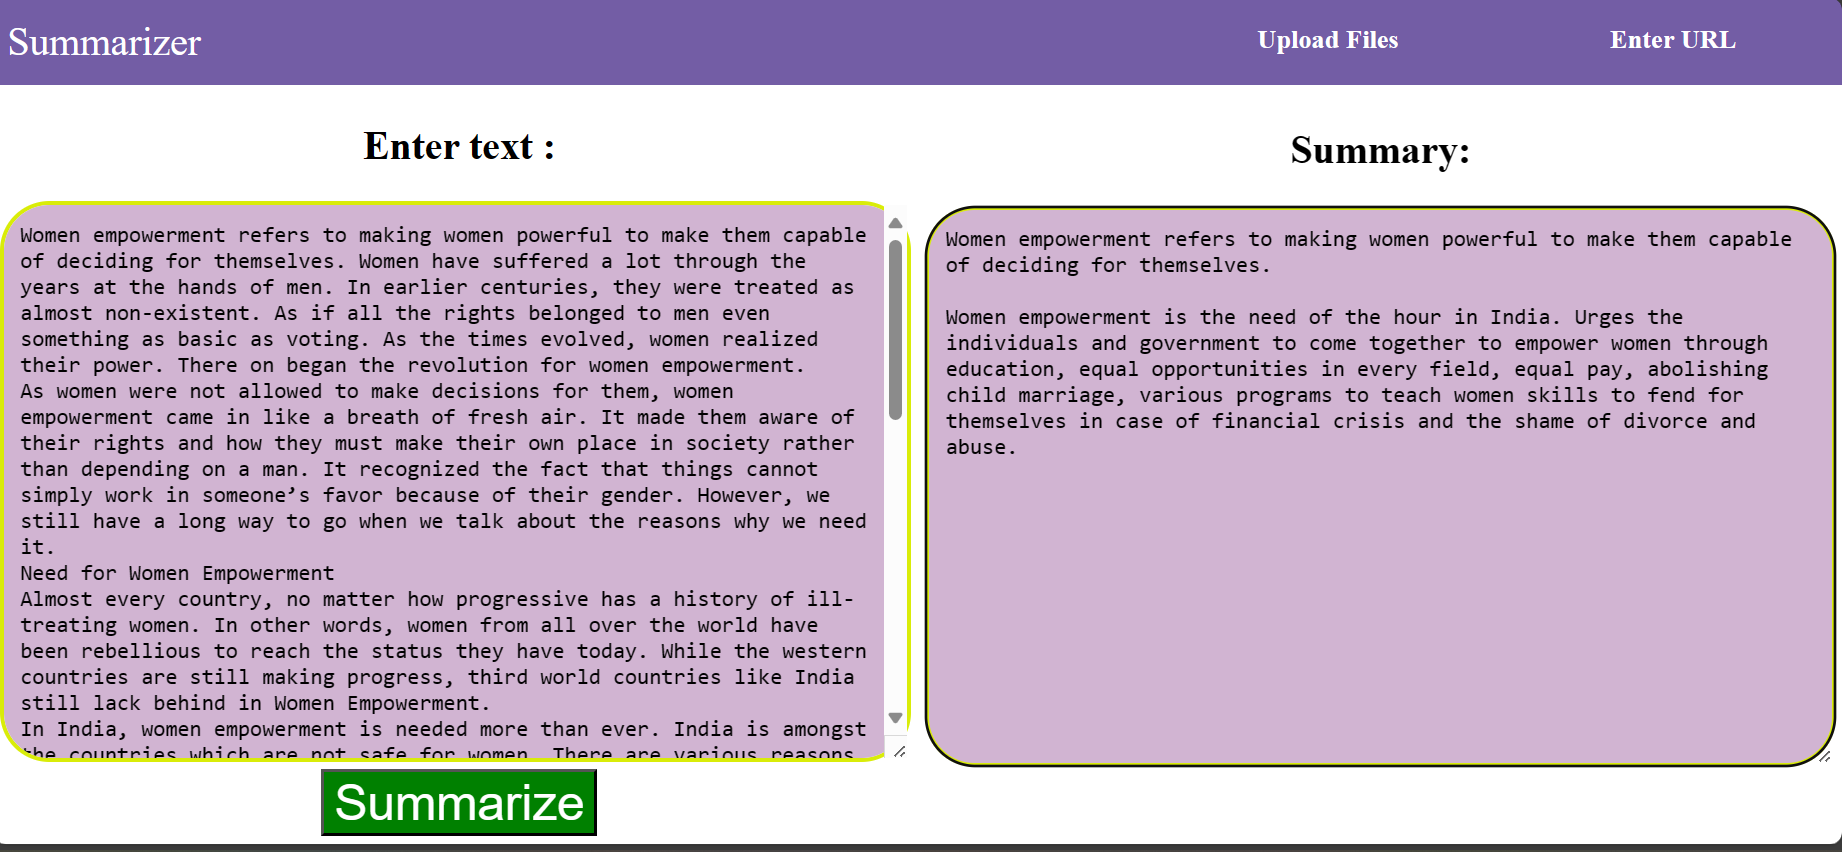 Summarizer
Upload Files
Enter URL
Enter text :
Women empowerment refers to making women powerful to make them capable
of deciding for themselves. Women have suffered a lot through the
years at the hands of men. In earlier centuries, they were treated as
almost non-existent. As if all the rights belonged to men even
something as basic as voting. As the times evolved, women realized
their power. There on began the revolution for women empowerment.
As women were not allowed to make decisions for them, women
empowerment came in like a breath of fresh air. It made them aware of
their rights and how they must make their own place in society rather
than depending on a man. It recognized the fact that things cannot
simply work in someone’s favor because of their gender. However, we
still have a long way to go when we talk about the reasons why we need
it.
Need for Women Empowerment
Almost every country, no matter how progressive has a history of ill-
treating women. In other words, women from all over the world have
been rebellious to reach the status they have today. While the western
countries are still making progress, third world countries like India
still lack behind in Women Empowerment.
In India, women empowerment is needed more than ever. India is amongst
the countries which are not safe for women. There are various reasons
Summarize
Summary:
Women empowerment refers to making women powerful to make them capable
of deciding for themselves.
Women empowerment is the need of the hour in India. Urges the
individuals and government to come together to empower women through
education, equal opportunities in every field, equal pay, abolishing
child marriage, various programs to teach women skills to fend for
themselves in case of financial crisis and the shame of divorce and
abuse.